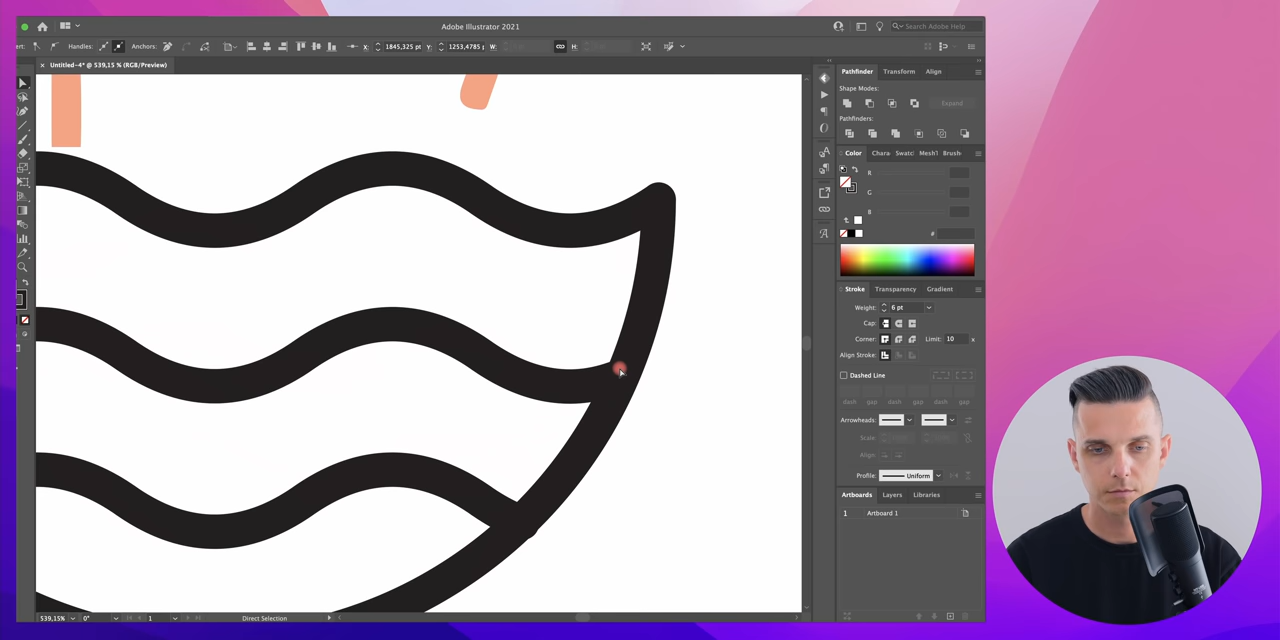 Adobe Illustrator 2021
Search Adobe Help
Handles:
Anchors:
X: 1845,325 pt
Y: 1253,4785
W:
H:
× Untitled-4* @ 539,15 % (RGB/Preview)
Pathfinder
Transform
Align
Shape Modes:
Expand
Pathfinders:
Color
Chara
Swatc
MeshT
Brush
R
G
B
#
Stroke
Transparency
Gradient
Weight:
6 pt
Cap:
Corner:
Limit: 10
x
Align Stroke:
Dashed Line
dash
gap
dash
gap
dash
gap
Arrowheads:
Scale:
Align:
Profile:
Uniform
Artboards
Layers
Libraries
1
Artboard 1
539,15%
0°
1
Direct Selection